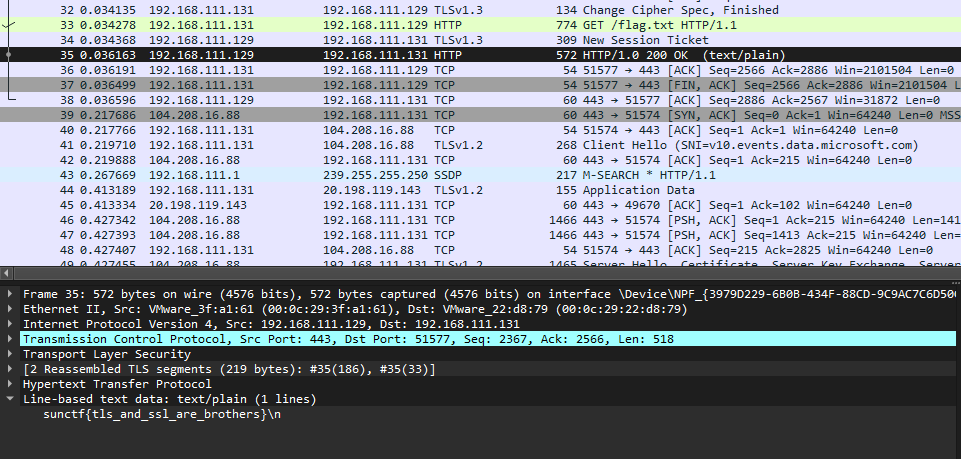 32 0.034135 192.168.111.131 192.168.111.129 TLSv1.3 134 Change Cipher Spec, Finished
33 0.034278 192.168.111.131 192.168.111.129 HTTP 774 GET /flag.txt HTTP/1.1
34 0.036030 192.168.111.129 192.168.111.131 TLSv1.3 309 New Session Ticket
35 0.036163 192.168.111.129 192.168.111.131 HTTP 572 HTTP/1.0 200 OK (text/plain)
36 0.036191 192.168.111.131 192.168.111.129 TCP 54 51577 → 443 [ACK] Seq=2566 Ack=2886 Win=2101504 Len=0
37 0.036499 192.168.111.131 192.168.111.129 TCP 54 51577 → 443 [FIN, ACK] Seq=2566 Ack=2886 Win=2101504 L
38 0.036596 192.168.111.129 192.168.111.131 TCP 60 443 → 51577 [ACK] Seq=2886 Ack=2567 Win=31872 Len=0
39 0.217686 104.208.16.88 192.168.111.131 TCP 60 443 → 51574 [SYN, ACK] Seq=0 Ack=1 Win=64240 Len=0 MSS
40 0.217766 192.168.111.131 104.208.16.88 TCP 54 51574 → 443 [ACK] Seq=1 Ack=1 Win=64240 Len=0
41 0.219710 192.168.111.131 104.208.16.88 TLSv1.2 268 Client Hello (SNI=v10.events.data.microsoft.com)
42 0.219888 104.208.16.88 192.168.111.131 TCP 60 443 → 51574 [ACK] Seq=1 Ack=215 Win=64240 Len=0
43 0.267669 192.168.111.1 239.255.255.250 SSDP 217 M-SEARCH * HTTP/1.1
44 0.413189 192.168.111.131 20.198.119.143 TLSv1.2 155 Application Data
45 0.413334 20.198.119.143 192.168.111.131 TCP 60 443 → 49670 [ACK] Seq=1 Ack=102 Win=64240 Len=0
46 0.427342 104.208.16.88 192.168.111.131 TCP 1466 443 → 51574 [PSH, ACK] Seq=1 Ack=215 Win=64240 Len=141
47 0.427393 104.208.16.88 192.168.111.131 TCP 1466 443 → 51574 [PSH, ACK] Seq=1413 Ack=215 Win=64240 Len=
48 0.427407 192.168.111.131 104.208.16.88 TCP 54 51574 → 443 [ACK] Seq=215 Ack=2825 Win=64240 Len=0
49 0.427455 104.208.16.88 192.168.111.131 TLSv1.2 1465 Server Hello, Certificate, Server Key Exchange, Server
Frame 35: 572 bytes on wire (4576 bits), 572 bytes captured (4576 bits) on interface \Device\NPF_{3979D229-6B0B-434F-88CD-9C9AC7C6D50
Ethernet II, Src: VMware_3f:a1:61 (00:0c:29:3f:a1:61), Dst: VMware_22:d8:79 (00:0c:29:22:d8:79)
Internet Protocol Version 4, Src: 192.168.111.129, Dst: 192.168.111.131
Transmission Control Protocol, Src Port: 443, Dst Port: 51577, Seq: 2367, Ack: 2566, Len: 518
Transport Layer Security
[2 Reassembled TLS segments (219 bytes): #35(186), #35(33)]
Hypertext Transfer Protocol
Line-based text data: text/plain (1 lines)
sunctf{tls_and_ssl_are_brothers}\n